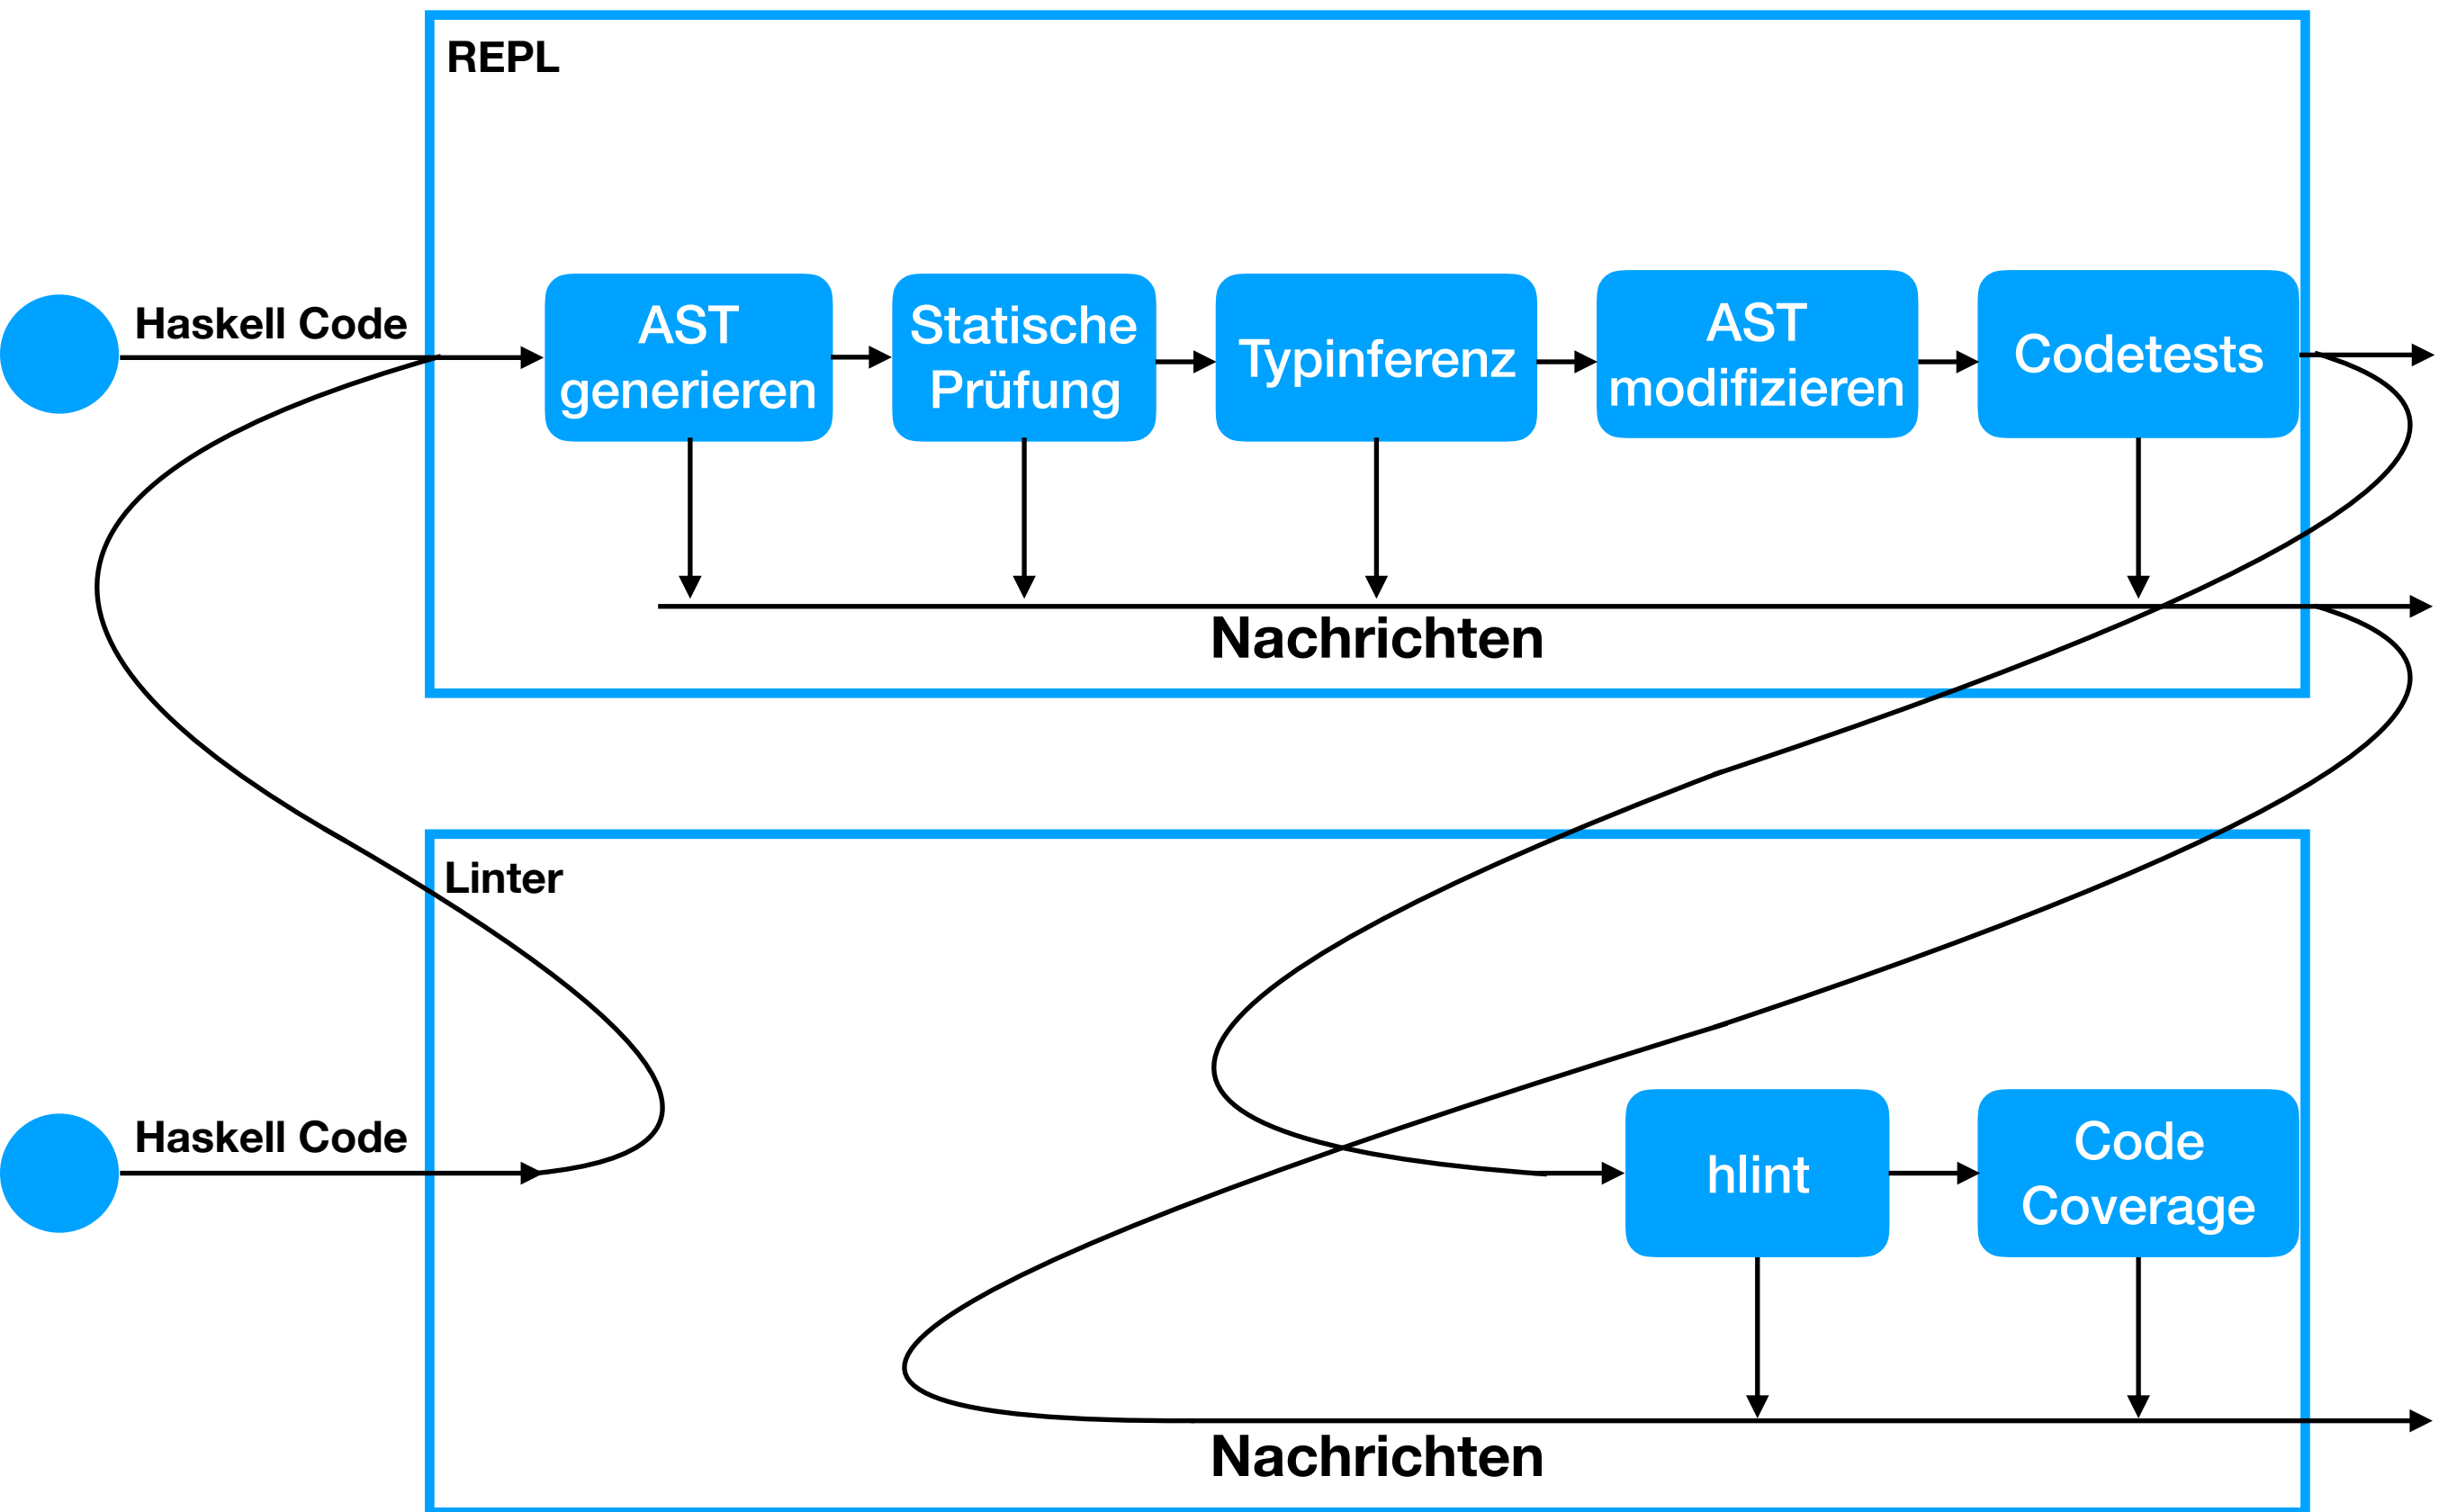 REPL
Haskell Code
AST
generieren
Statische
Prüfung
Typinferenz
AST
modifizieren
Codetests
Nachrichten
Linter
Haskell Code
hlint
Code
Coverage
Nachrichten